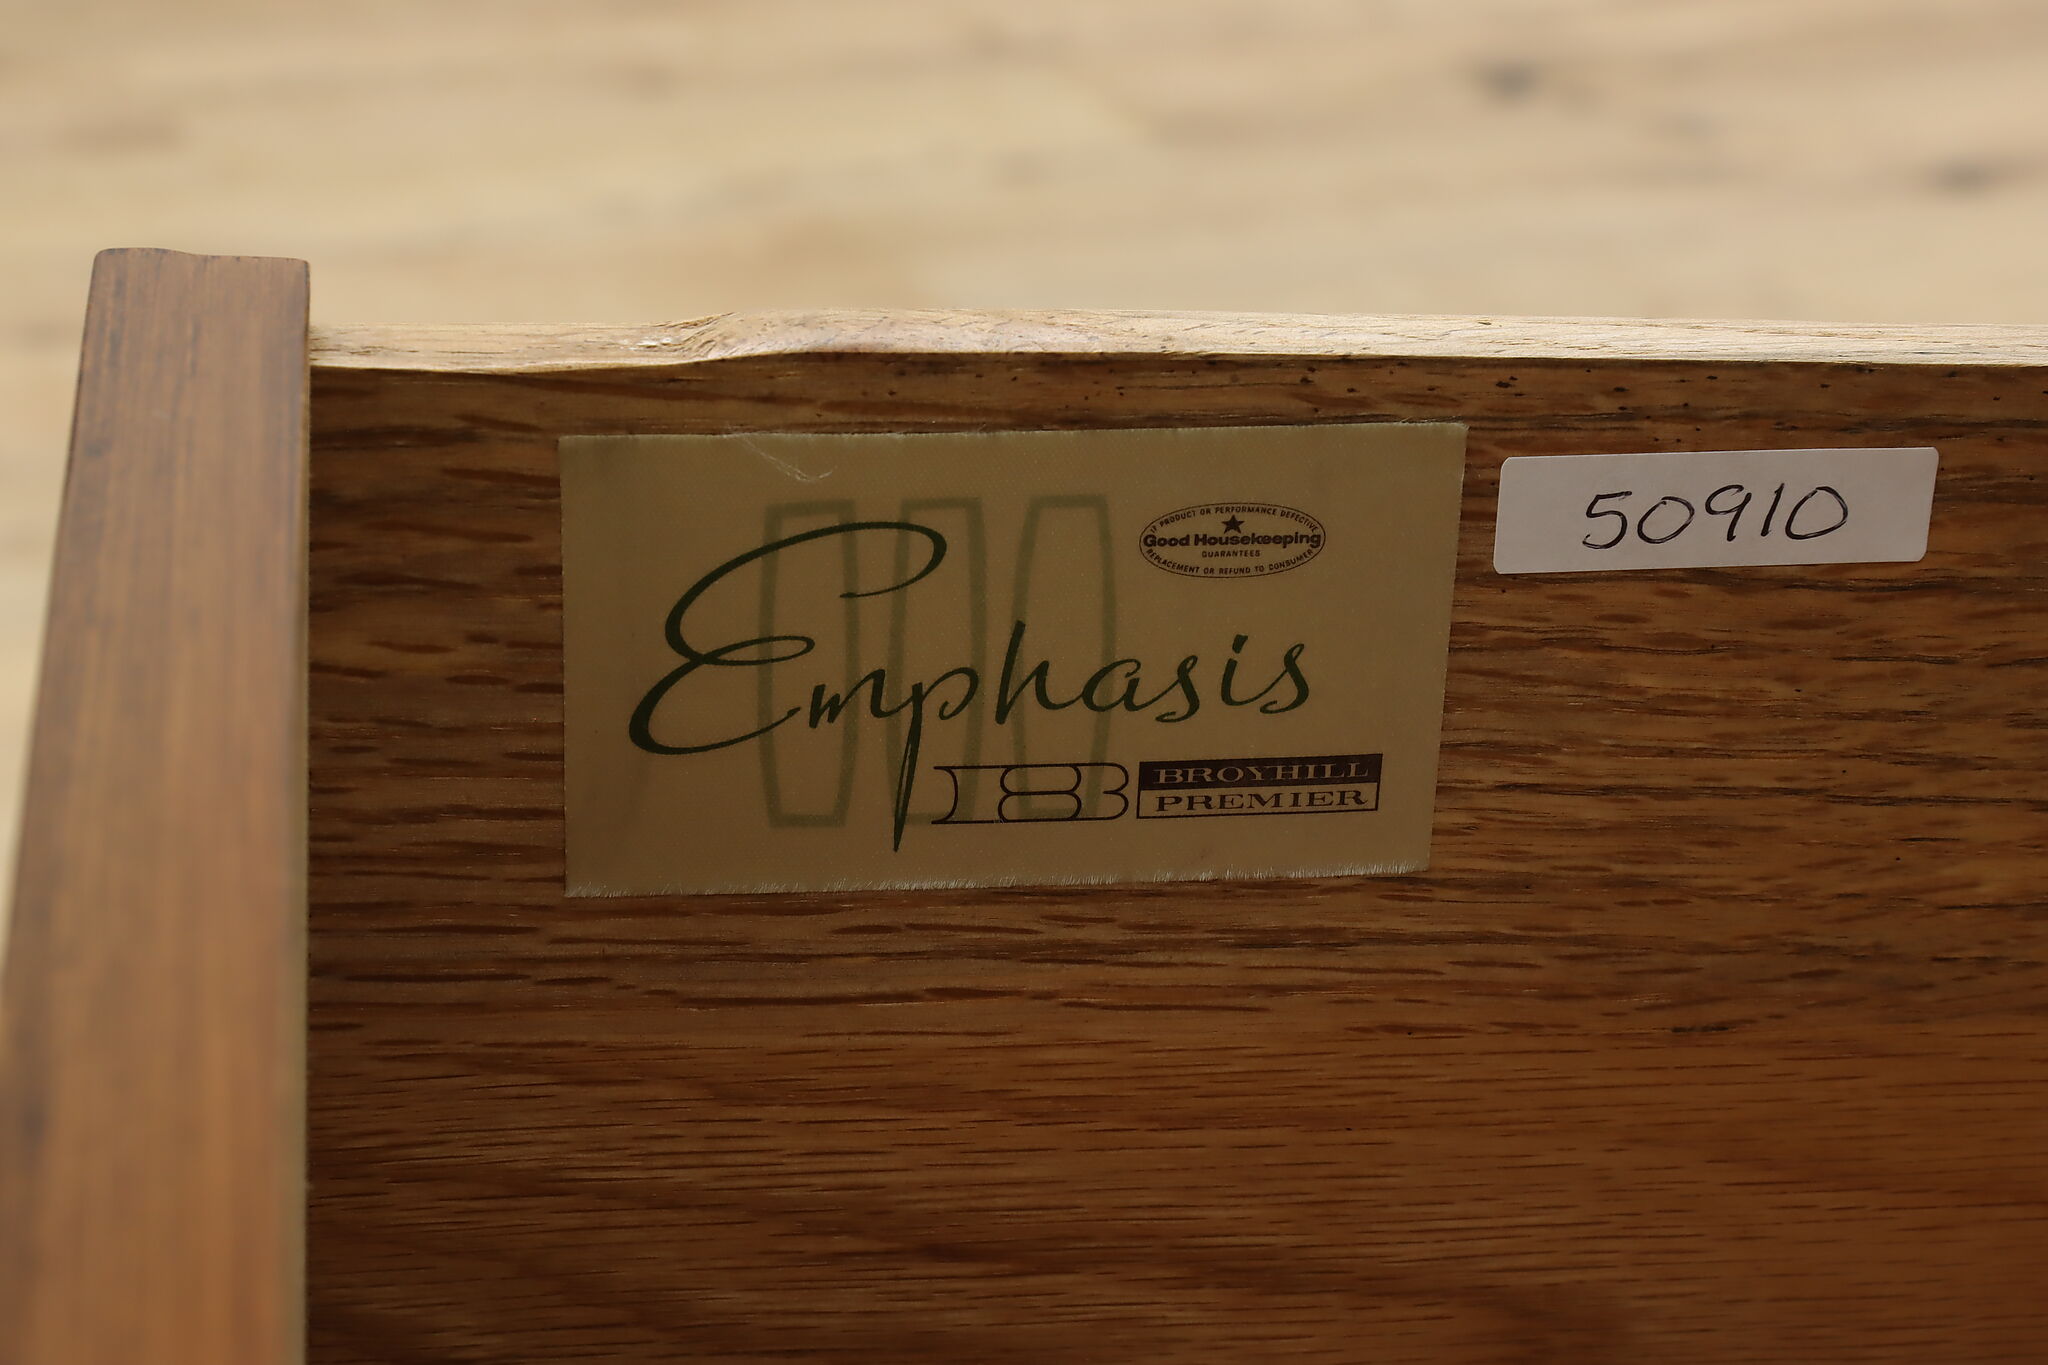 IF PRODUCT OR PERFORMANCE DEFECTIVE
Good Housekeeping
GUARANTEES
REPLACEMENT OR REFUND TO CONSUMER
50910
Emphasis
B BROYHILL
PREMIER